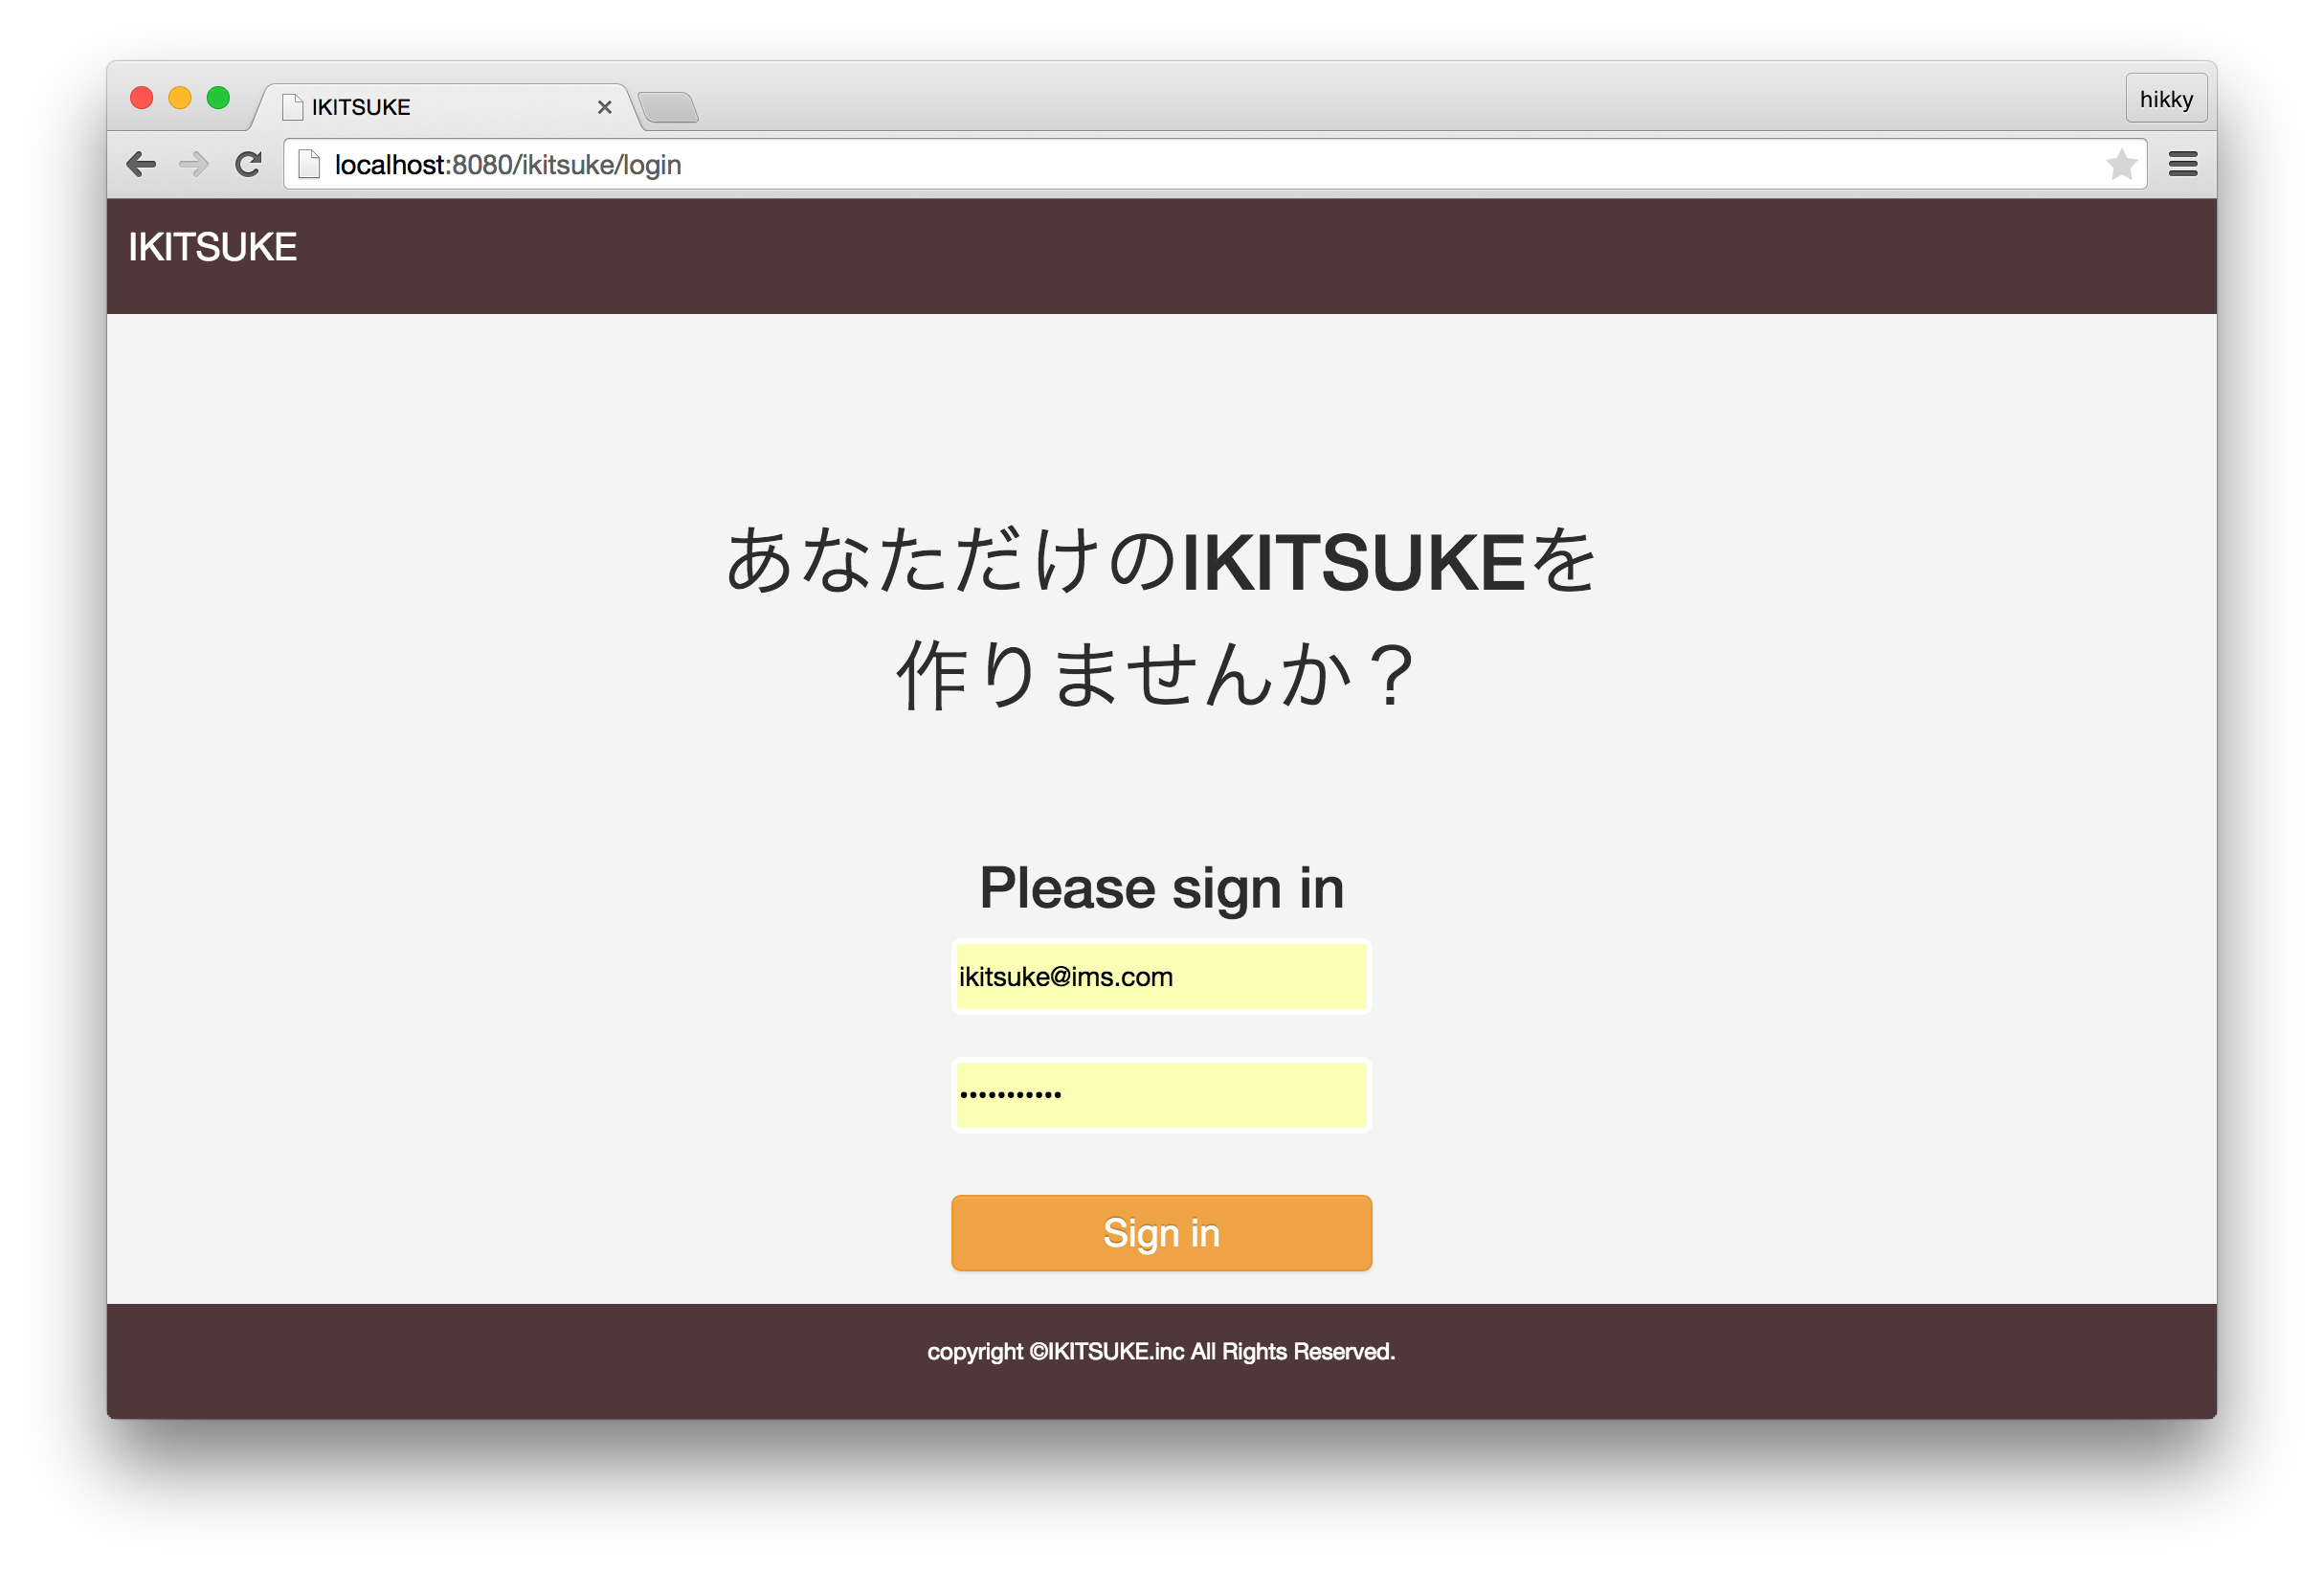 IKITSUKE
hikky
localhost:8080/ikitsuke/login
IKITSUKE
あなただけのIKITSUKEを
作りませんか？
Please sign in
ikitsuke@ims.com
•••••••••••
Sign in
copyright ©IKITSUKE.inc All Rights Reserved.